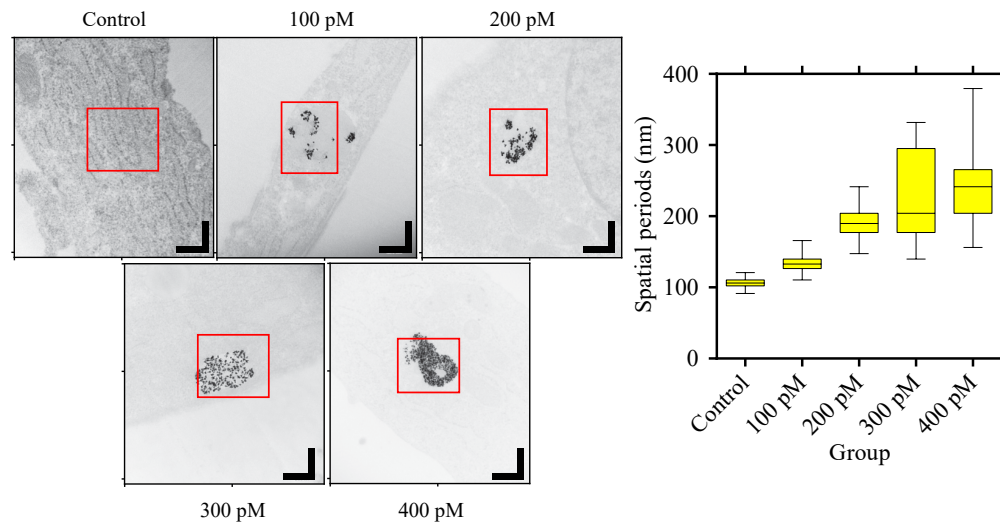 Control
100 pM
200 pM
300 pM
400 pM
Spatial periods (nm)
400
300
200
100
0
Control
100 pM
200 pM
300 pM
400 pM
Group